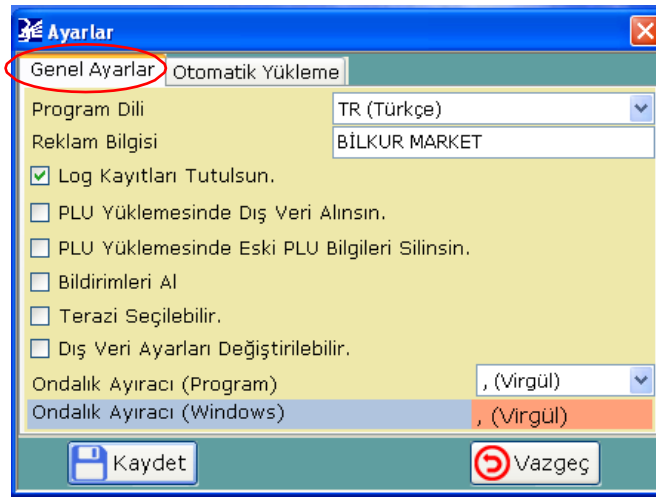 Ayarlar
Genel Ayarlar Otomatik Yükleme
Program Dili TR (Türkçe)
Reklam Bilgisi BİLKUR MARKET
Log Kayıtları Tutulsun.
PLU Yüklemesinde Dış Veri Alınsın.
PLU Yüklemesinde Eski PLU Bilgileri Silinsin.
Bildirimleri Al
Terazi Seçilebilir.
Dış Veri Ayarları Değiştirilebilir.
Ondalık Ayıracı (Program) , (Virgül)
Ondalık Ayıracı (Windows) , (Virgül)
Kaydet Vazgeç